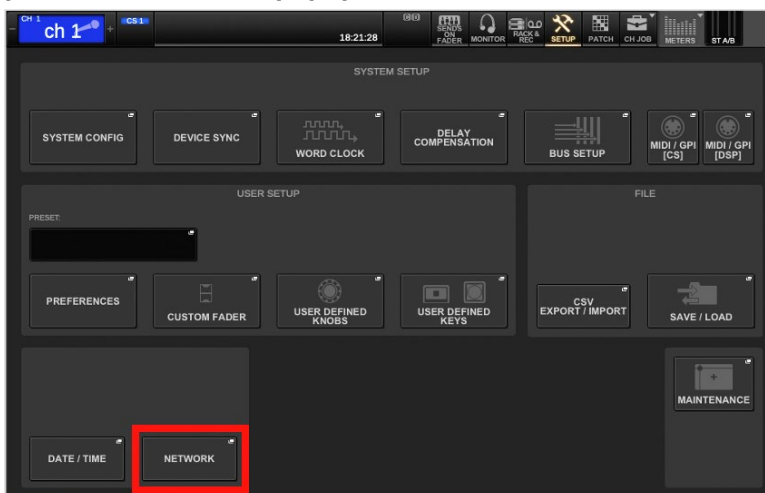 CH 1
ch 1
CS 1
18:21:28
SENDS
ON
FADER
MONITOR
RACK &
REC
SETUP
PATCH
CH JOB
METERS
ST A/B
SYSTEM SETUP
SYSTEM CONFIG
DEVICE SYNC
WORD CLOCK
DELAY
COMPENSATION
BUS SETUP
MIDI / GPI
[CS]
MIDI / GPI
[DSP]
USER SETUP
PRESET:
PREFERENCES
CUSTOM FADER
USER DEFINED
KNOBS
USER DEFINED
KEYS
FILE
CSV
EXPORT / IMPORT
SAVE / LOAD
DATE / TIME
NETWORK
MAINTENANCE